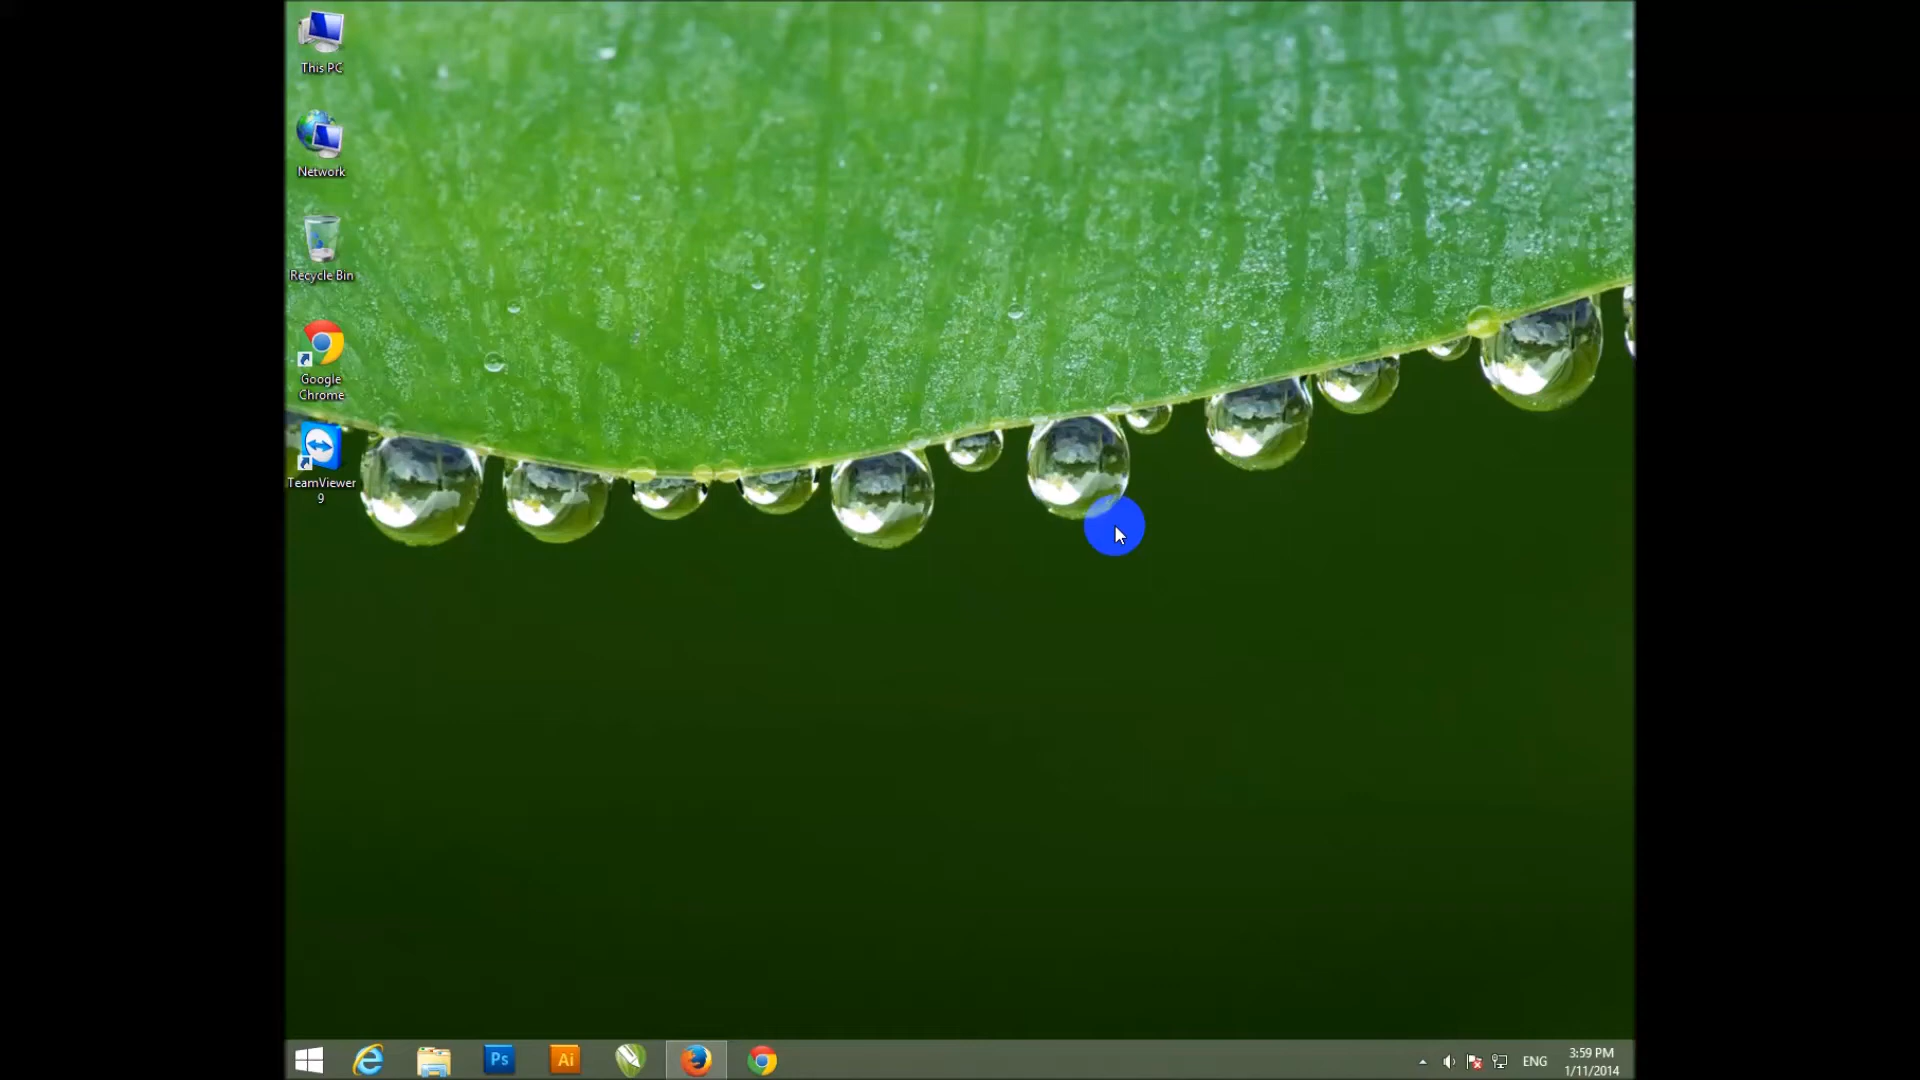 This PC
Network
Recycle Bin
Google
Chrome
TeamViewer
9
Ps
Ai
ENG
3:59 PM
1/11/2014